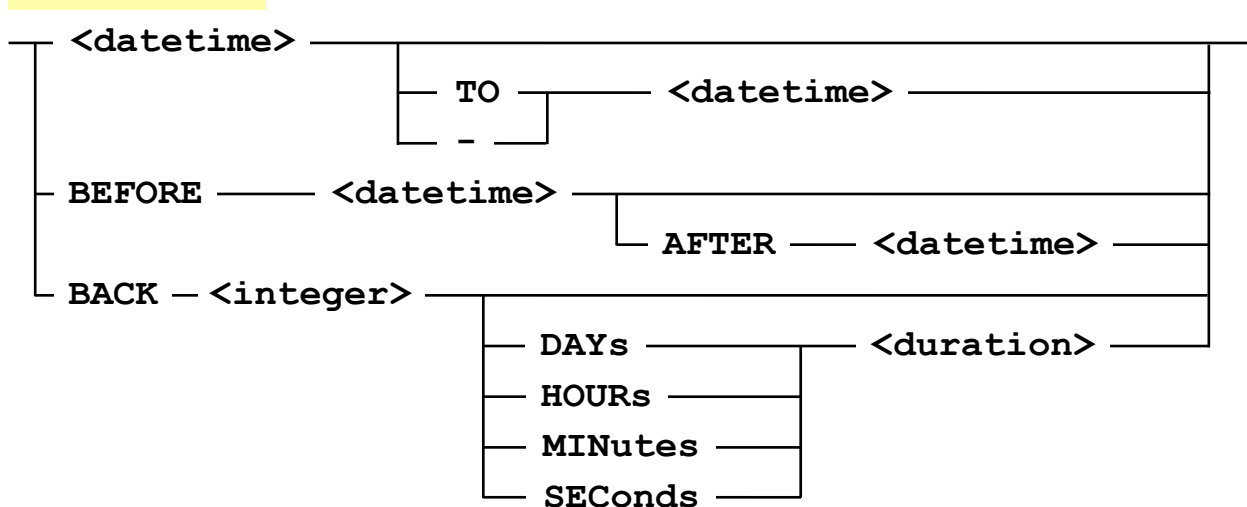 <datetime>
TO <datetime>
-
BEFORE <datetime>
AFTER <datetime>
BACK <integer>
DAYs <duration>
HOURs
MINutes
SEConds